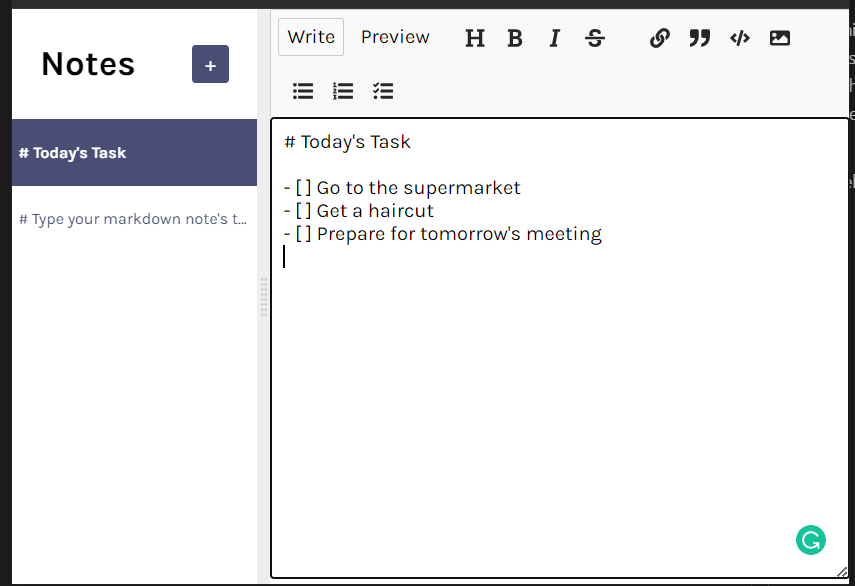 Notes
+
# Today's Task
# Type your markdown note's t...
Write Preview H B I S
# Today's Task
- [ ] Go to the supermarket
- [ ] Get a haircut
- [ ] Prepare for tomorrow's meeting